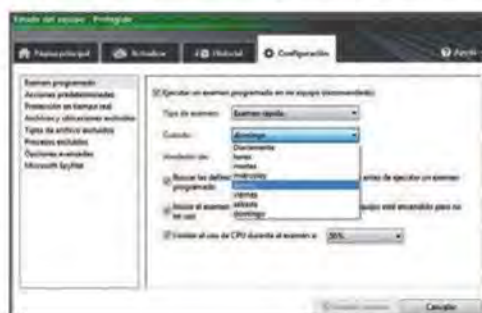 Estado del equipo: Protegido
Página principal
Actualizar
Historial
Configuración
Ayuda
Examen programado
Acciones predeterminadas
Protección en tiempo real
Archivos y ubicaciones excluidos
Tipos de archivo excluidos
Procesos excluidos
Opciones avanzadas
Microsoft SpyNet
Ejecutar un examen programado en mi equipo (recomendado)
Tipo de examen: Examen rápido
Cuándo: domingo
Diariamente
lunes
martes
miércoles
jueves
viernes
sábado
domingo
Alrededor de:
Buscar las antes de ejecutar un examen
programado
Iniciar el examen equipo está encendido pero no
en uso
Limitar el uso de CPU durante el examen a: 50%
Cancelar